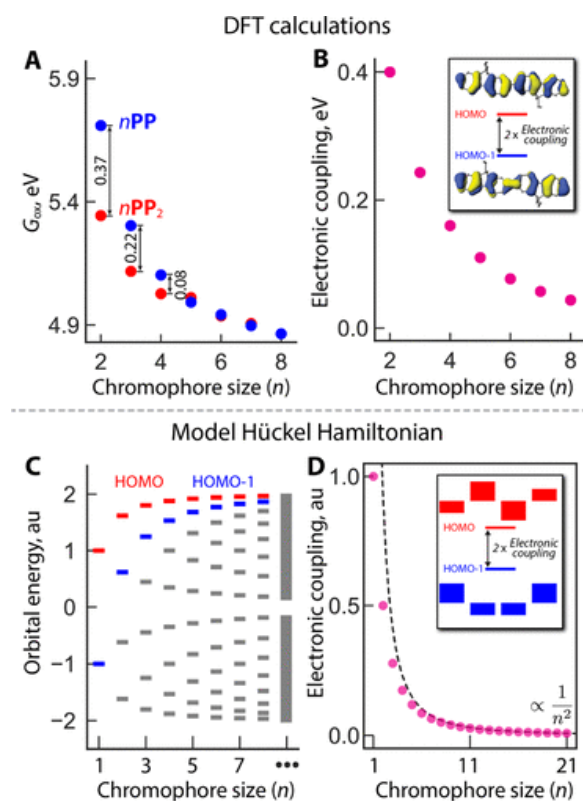 DFT calculations
A
5.9
5.4
4.9
Gox, eV
nPP
nPP2
0.37
0.22
0.08
2 4 6 8
Chromophore size (n)
B
0.4
0.2
0.0
Electronic coupling, eV
HOMO
2 x Electronic
coupling
HOMO-1
2 4 6 8
Chromophore size (n)
Model Hückel Hamiltonian
C
HOMO HOMO-1
2
1
0
−1
−2
Orbital energy, au
1 3 5 7 •••
Chromophore size (n)
D
1.0
0.5
0.0
Electronic coupling, au
HOMO
2x Electronic
coupling
HOMO-1
∝ 1/n²
1 11 21
Chromophore size (n)